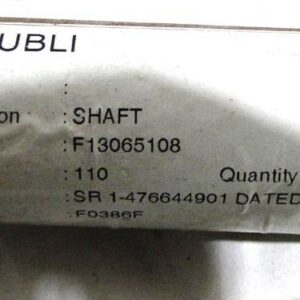 UBLI
on : SHAFT
: F13065108
: 110 Quantity
: SR 1-476644901 DATED
: F0386F